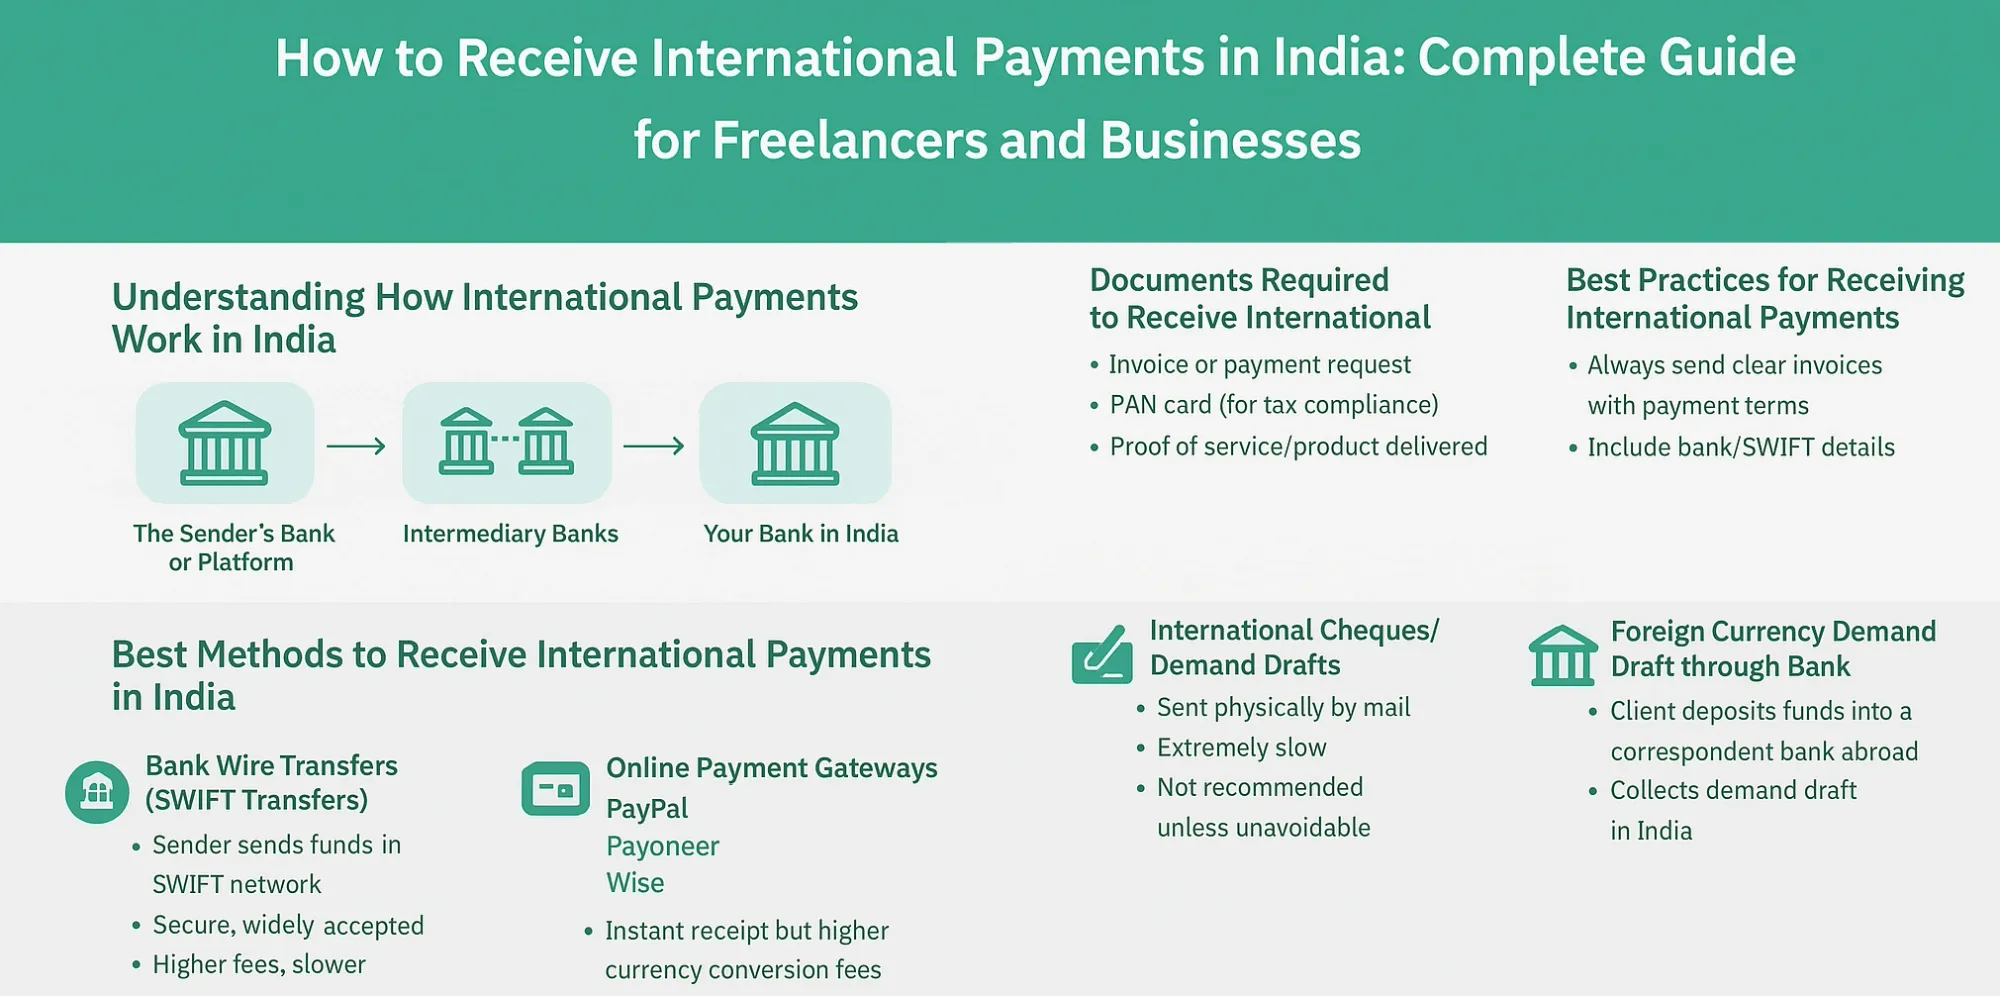 How to Receive International Payments in India: Complete Guide
for Freelancers and Businesses
Understanding How International Payments
Work in India
The Sender's Bank
or Platform
Intermediary Banks
Your Bank in India
Documents Required
to Receive International
• Invoice or payment request
• PAN card (for tax compliance)
• Proof of service/product delivered
Best Practices for Receiving
International Payments
• Always send clear invoices
with payment terms
• Include bank/SWIFT details
Best Methods to Receive International Payments
in India
Bank Wire Transfers
(SWIFT Transfers)
• Sender sends funds in
SWIFT network
• Secure, widely accepted
• Higher fees, slower
Online Payment Gateways
PayPal
Payoneer
Wise
• Instant receipt but higher
currency conversion fees
International Cheques/
Demand Drafts
• Sent physically by mail
• Extremely slow
• Not recommended
unless unavoidable
Foreign Currency Demand
Draft through Bank
• Client deposits funds into a
correspondent bank abroad
• Collects demand draft
in India